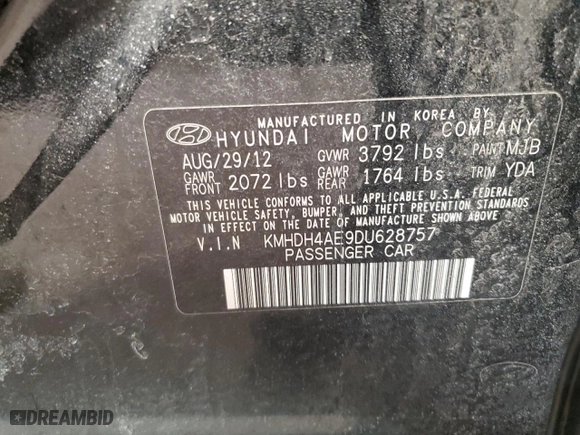 MANUFACTURED IN KOREA BY
HYUNDAI MOTOR COMPANY
AUG/29/12 GVWR 3792 lbs PAINT MJB
GAWR FRONT 2072 lbs GAWR REAR 1764 lbs TRIM YDA
THIS VEHICLE CONFORMS TO ALL APPLICABLE U.S.A. FEDERAL
MOTOR VEHICLE SAFETY, BUMPER, AND THEFT PREVENTION STANDARDS
IN EFFECT ON THE DATE OF MANUFACTURE SHOWN ABOVE.
V.I.N KMHDH4AE9DU628757
PASSENGER CAR
DREAMBID